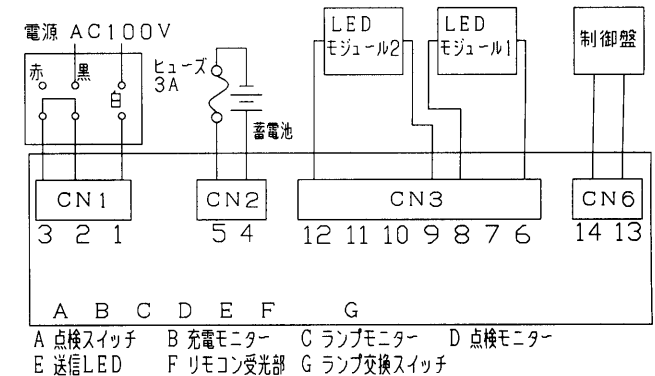 電源 AC100V
赤 黒 白
ヒューズ
3A
蓄電池
LED
モジュール2
LED
モジュール1
制御盤
CN1 CN2 CN3 CN6
3 2 1 5 4 12 11 10 9 8 7 6 14 13
A B C D E F G
A 点検スイッチ B 充電モニター C ランプモニター D 点検モニター
E 送信LED F リモコン受光部 G ランプ交換スイッチ